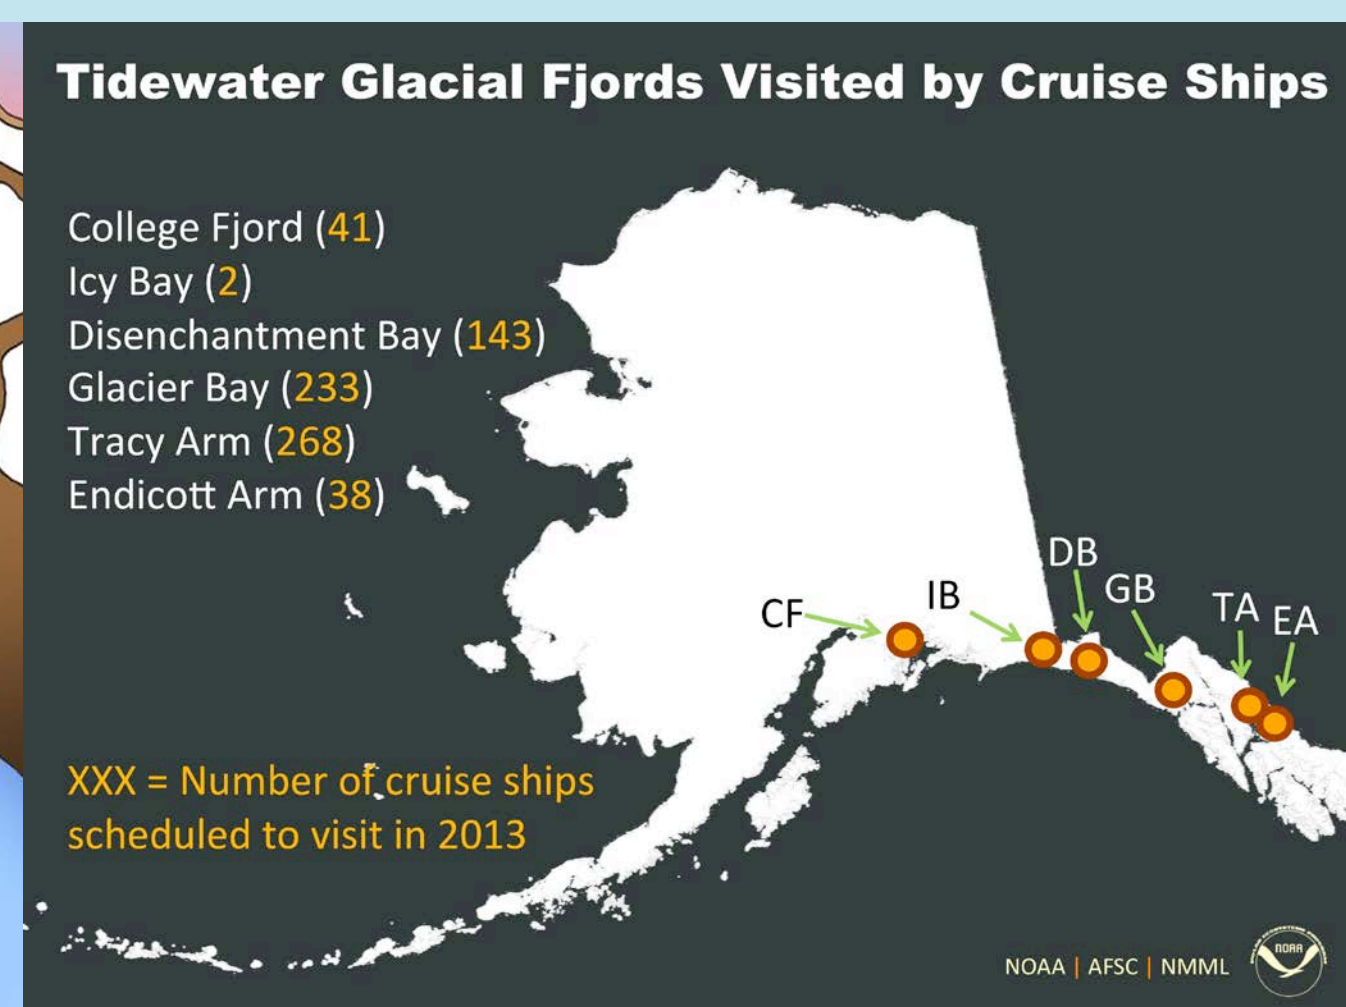 Tidewater Glacial Fjords Visited by Cruise Ships
College Fjord (41)
Icy Bay (2)
Disenchantment Bay (143)
Glacier Bay (233)
Tracy Arm (268)
Endicott Arm (38)
CF
IB
DB
GB
TA
EA
XXX = Number of cruise ships
scheduled to visit in 2013
NOAA | AFSC | NMML
NOAA